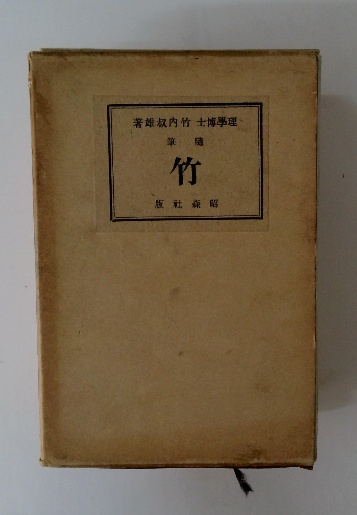 理學博士 竹内叔雄著
隨筆
竹
昭森社版